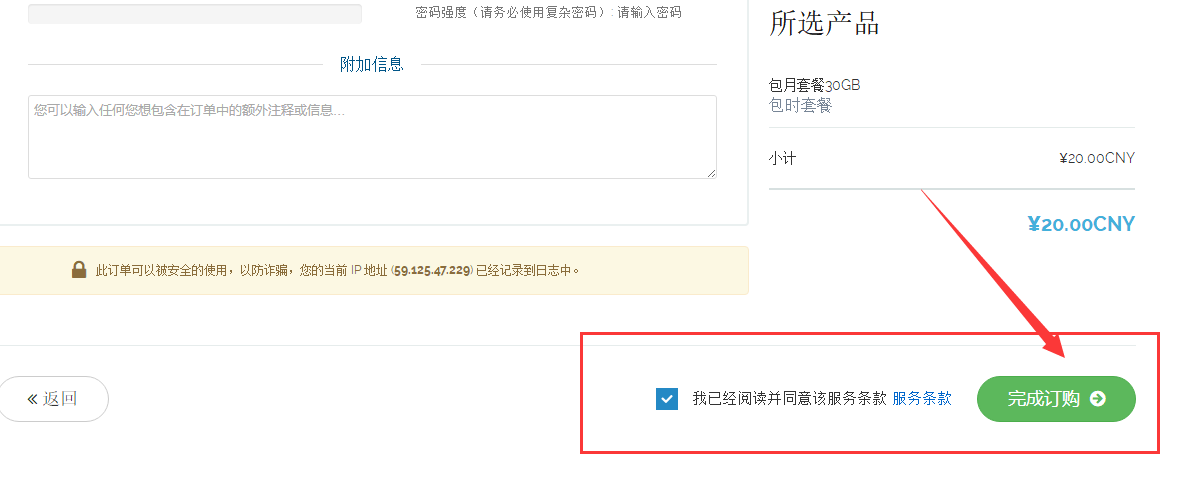 密码强度（请务必使用复杂密码）: 请输入密码
附加信息
您可以输入任何您想包含在订单中的额外注释或信息...
此订单可以被安全的使用，以防诈骗，您的当前 IP 地址 (59.125.47.229) 已经记录到日志中。
所选产品
包月套餐30GB
包时套餐
小计 ¥20.00CNY
¥20.00CNY
« 返回
我已经阅读并同意该服务条款 服务条款
完成订购